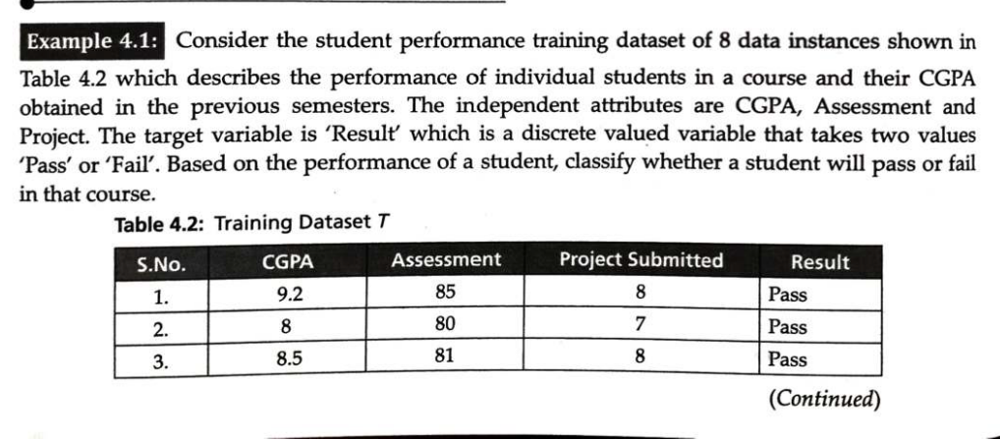 Example 4.1: Consider the student performance training dataset of 8 data instances shown in
Table 4.2 which describes the performance of individual students in a course and their CGPA
obtained in the previous semesters. The independent attributes are CGPA, Assessment and
Project. The target variable is ‘Result’ which is a discrete valued variable that takes two values
‘Pass’ or ‘Fail’. Based on the performance of a student, classify whether a student will pass or fail
in that course.
Table 4.2: Training Dataset T
S.No. CGPA Assessment Project Submitted Result
1. 9.2 85 8 Pass
2. 8 80 7 Pass
3. 8.5 81 8 Pass
(Continued)